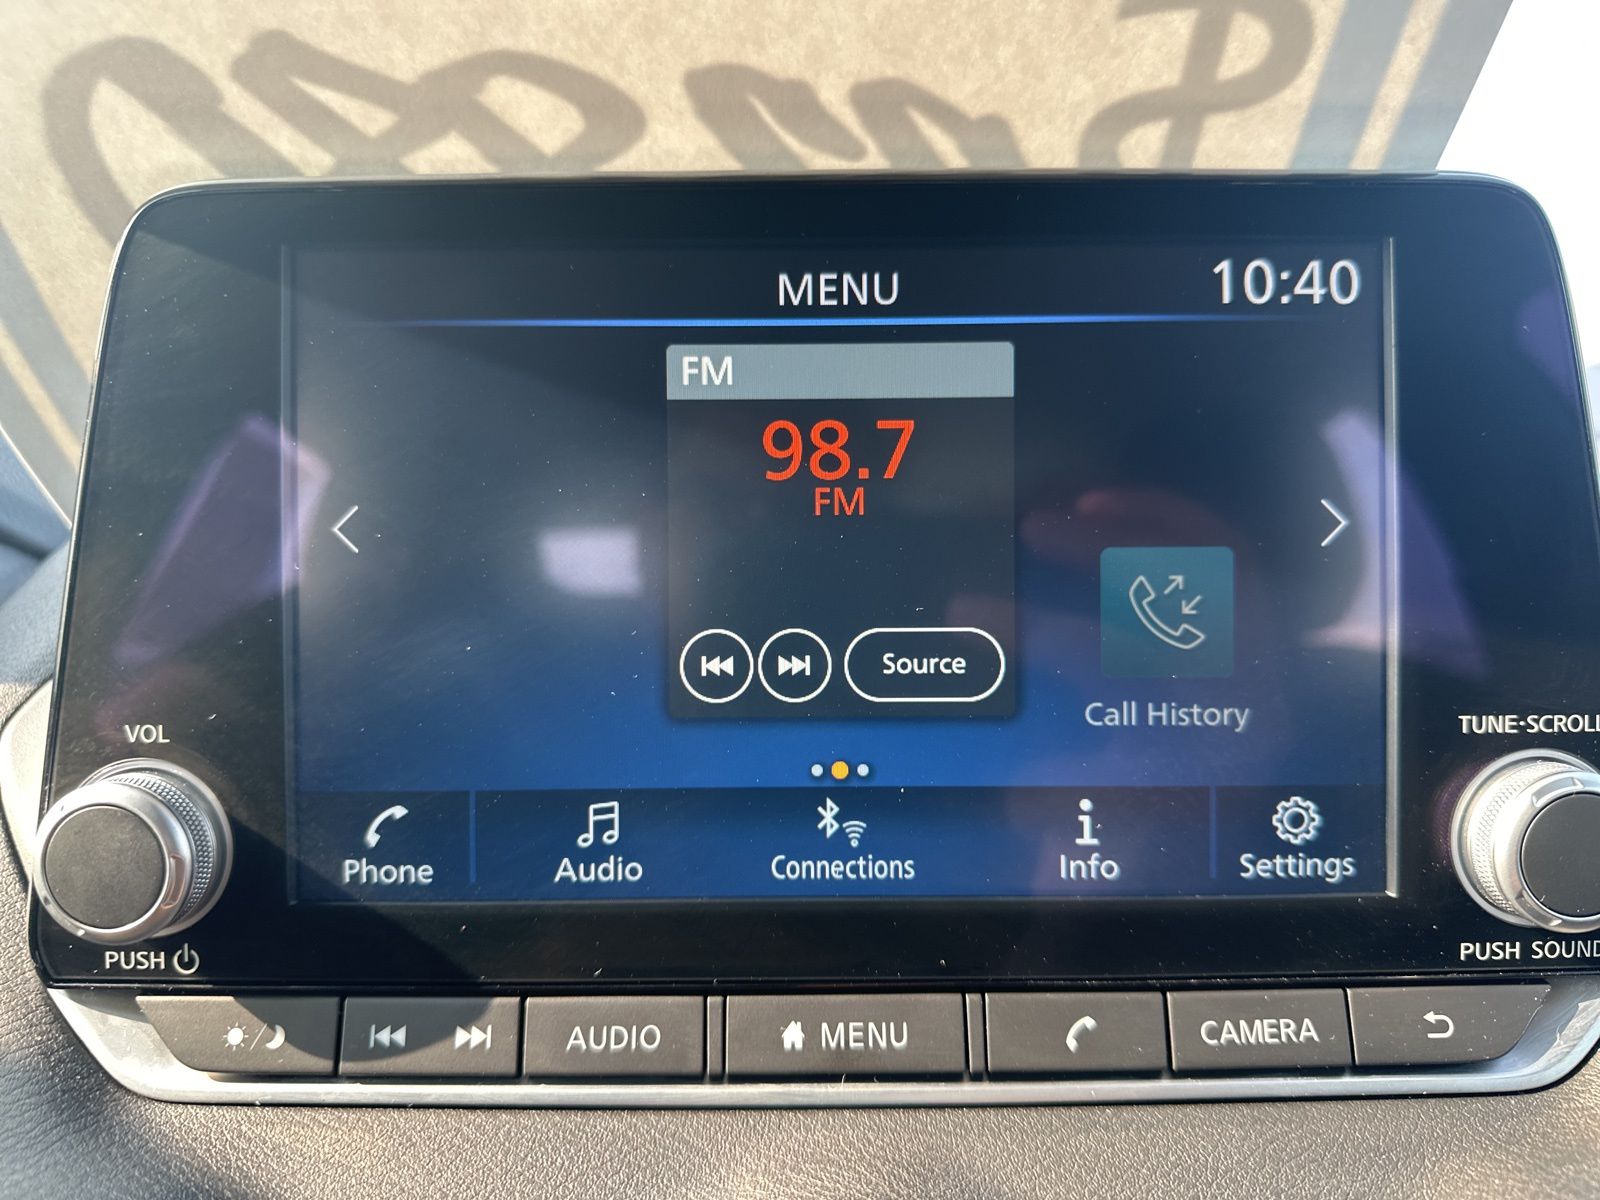 MENU
10:40
FM
98.7
FM
Source
Call History
Phone
Audio
Connections
Info
Settings
VOL
PUSH
TUNE·SCROLL
PUSH SOUND
AUDIO
MENU
CAMERA